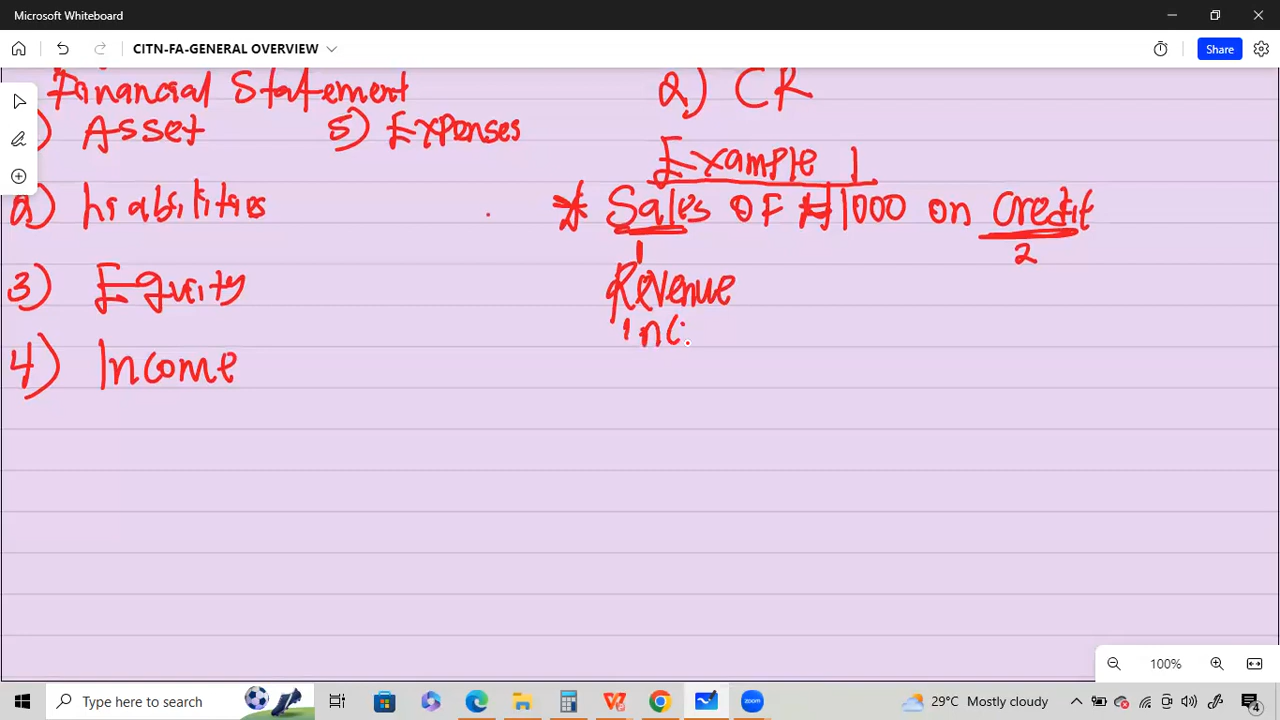 Microsoft Whiteboard
CITN-FA-GENERAL OVERVIEW
Share
Financial Statement
) Asset
5) Expenses
2) Liabilities
3) Equity
4) Income
2) CR
Example 1
* Sales OF ₦1000 on Credit
1
2
Revenue
inc
100%
Type here to search
zoom
29°C Mostly cloudy
4